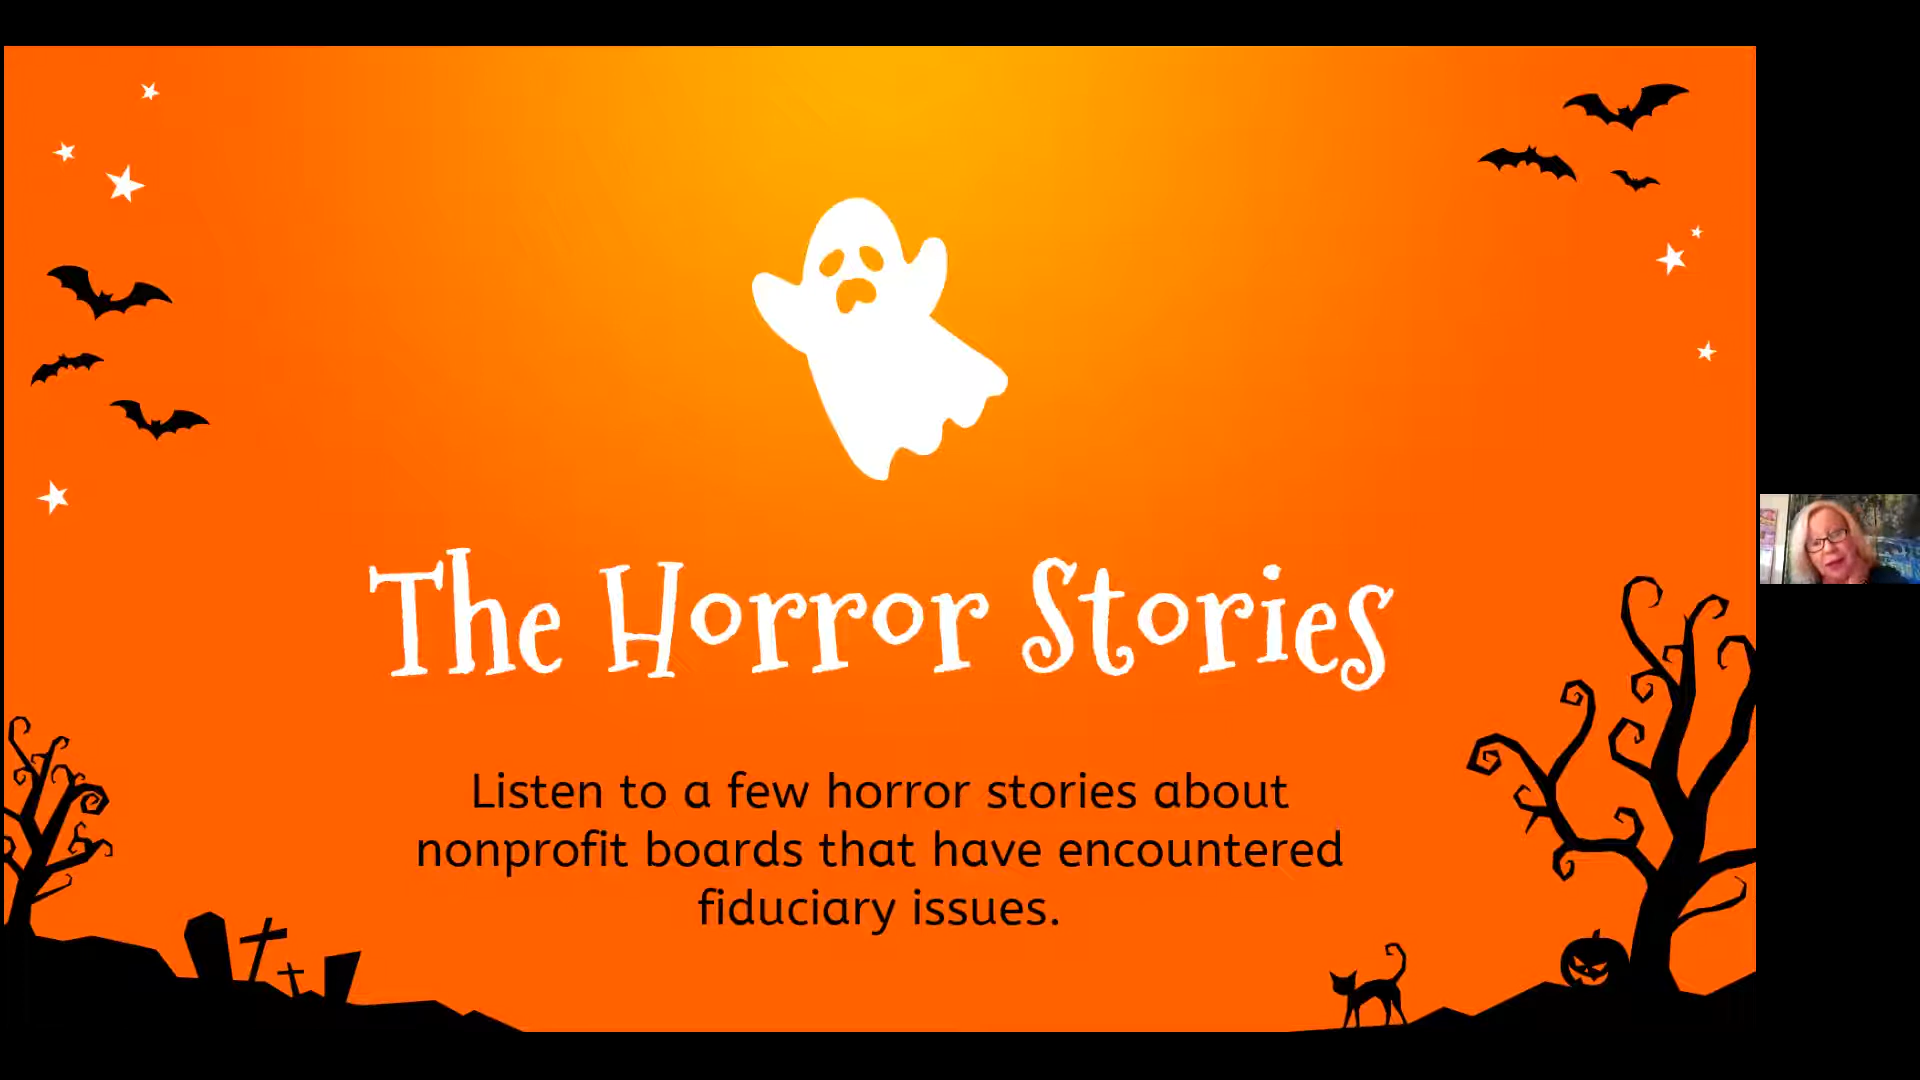 The Horror Stories
Listen to a few horror stories about
nonprofit boards that have encountered
fiduciary issues.